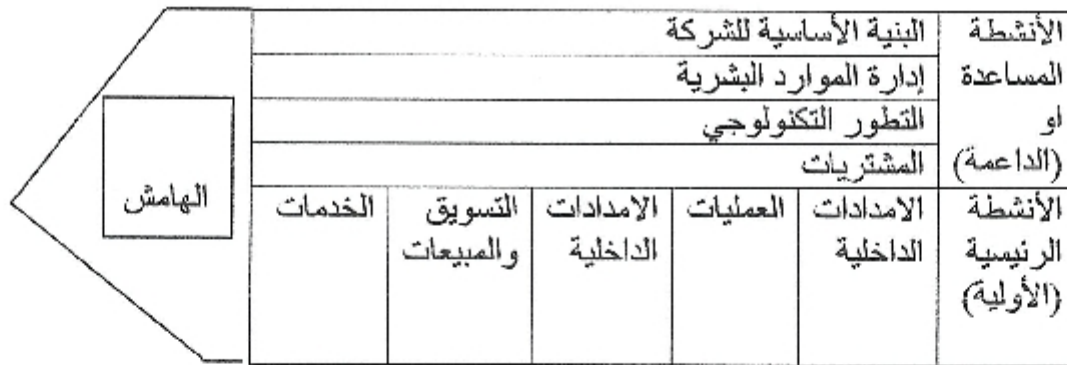 الأنشطة
المساعدة
او
(الداعمة)
البنية الأساسية للشركة
إدارة الموارد البشرية
التطور التكنولوجي
المشتريات
الأنشطة
الرئيسية
(الأولية)
الامدادات
الداخلية
العمليات
الامدادات
الداخلية
التسويق
والمبيعات
الخدمات
الهامش